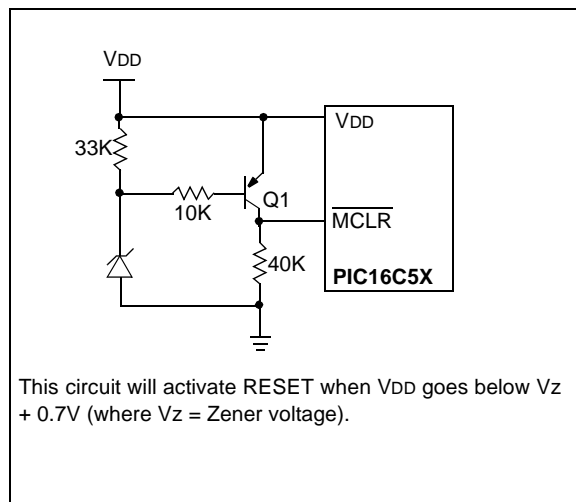 VDD
VDD
33K
Q1
10K
MCLR
40K
PIC16C5X
This circuit will activate RESET when VDD goes below Vz
+ 0.7V (where Vz = Zener voltage).